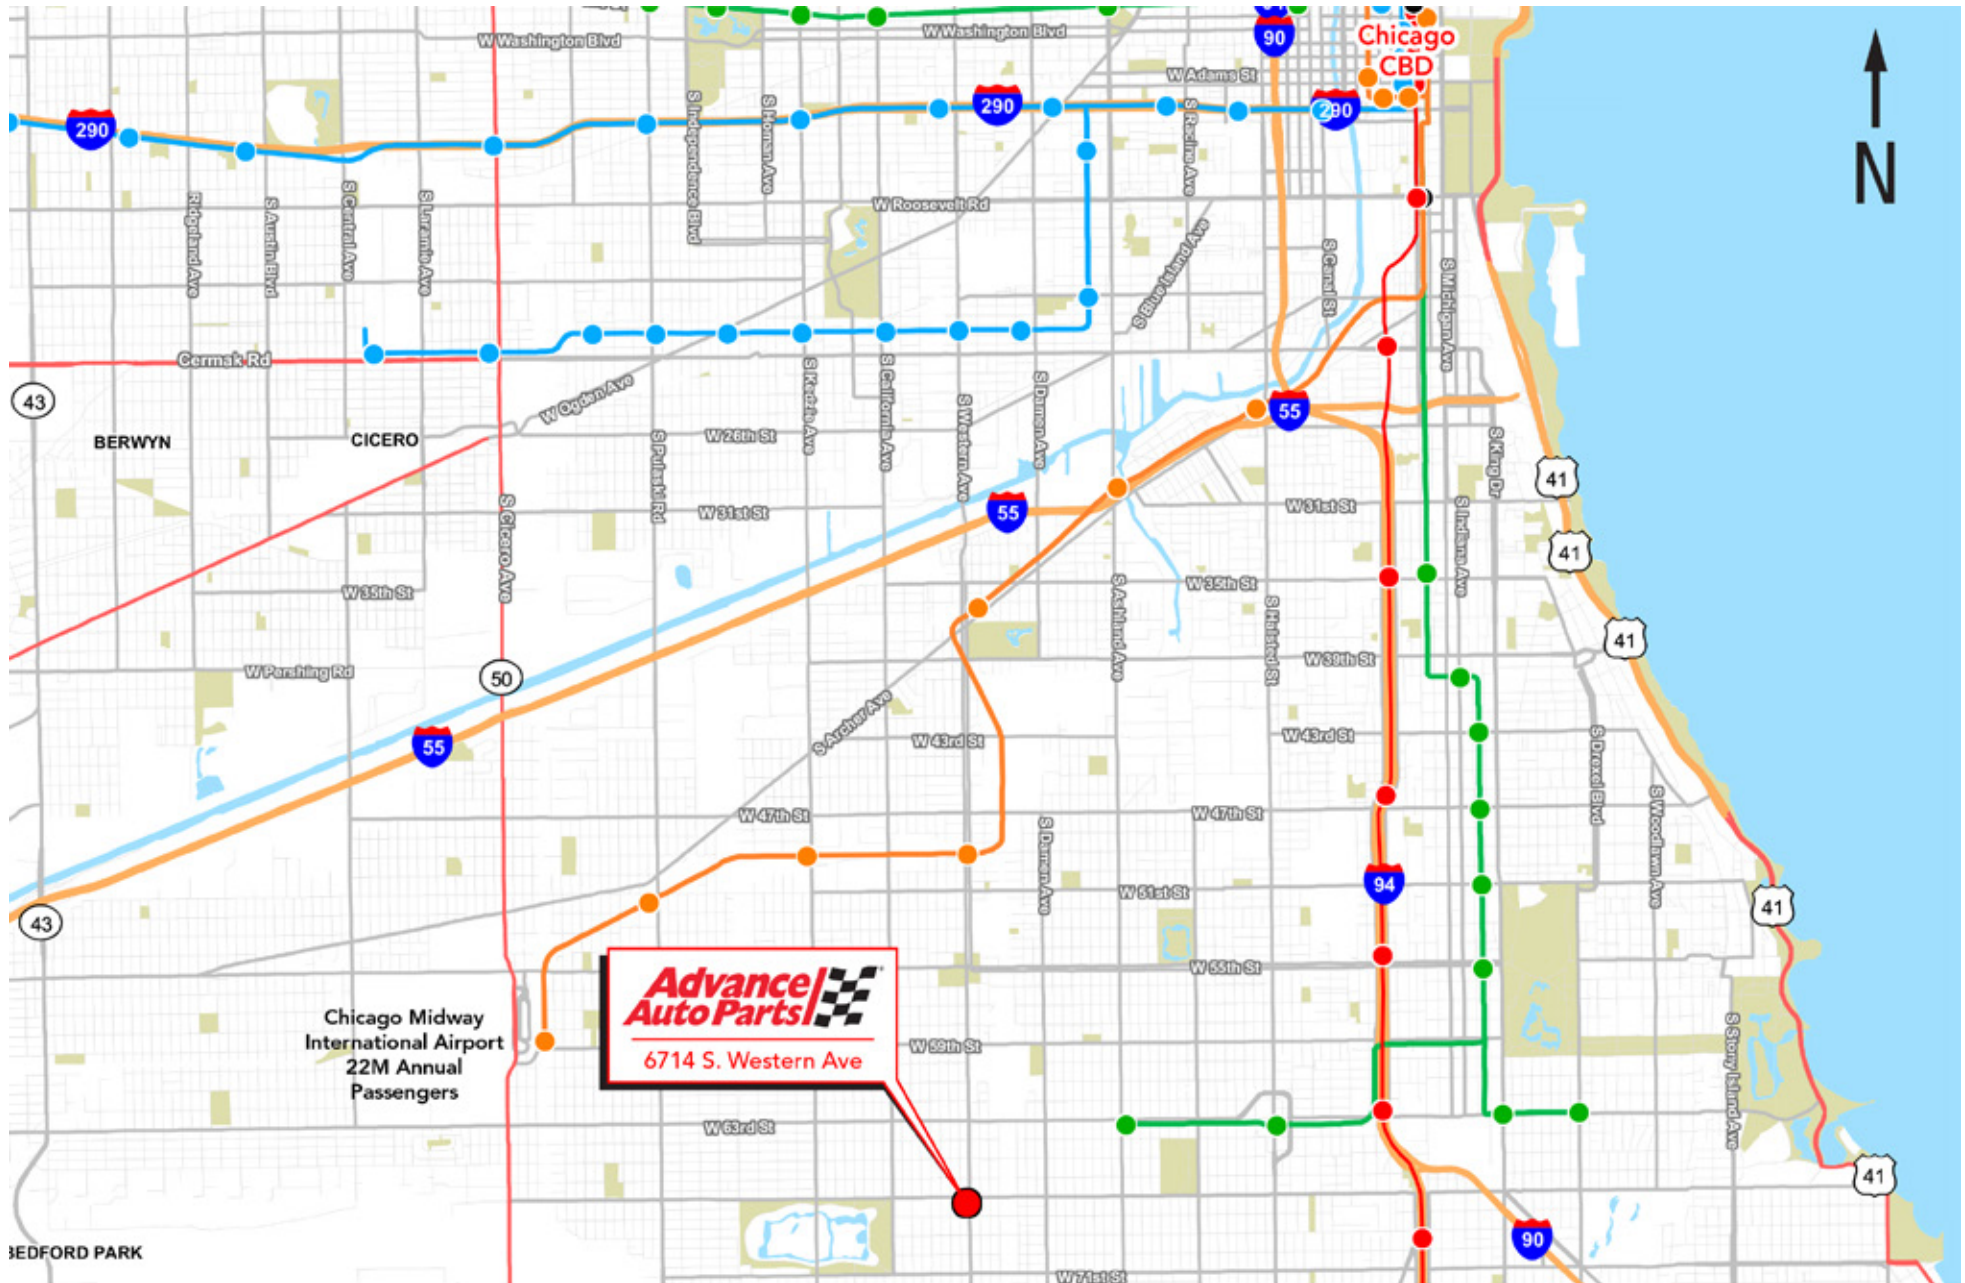 W Washington Blvd
W Washington Blvd
90
Chicago
CBD
W Adams St
290
290
290
S Independence Blvd
S Homan Ave
S Racine Ave
N
Ridgeland Ave
S Austin Blvd
S Central Ave
S Laramie Ave
W Roosevelt Rd
S Blue Island Ave
S Canal St
S Michigan Ave
Cermak Rd
43
W Ogden Ave
S Kedzie Ave
S California Ave
S Western Ave
S Damen Ave
55
BERWYN
CICERO
W 26th St
S Pulaski Rd
S King Dr
41
S Cicero Ave
W 31st St
55
W 31st St
S Indiana Ave
41
W 35th St
W 35th St
S Ashland Ave
S Halsted St
41
W Pershing Rd
50
W 39th St
S Archer Ave
55
W 43rd St
W 43rd St
S Drexel Blvd
W 47th St
W 47th St
S Woodlawn Ave
S Damen Ave
W 51st St
94
41
43
W 55th St
Advance
Auto Parts
6714 S. Western Ave
Chicago Midway
International Airport
22M Annual
Passengers
W 59th St
S Stony Island Ave
W 63rd St
41
90
BEDFORD PARK
W 71st St